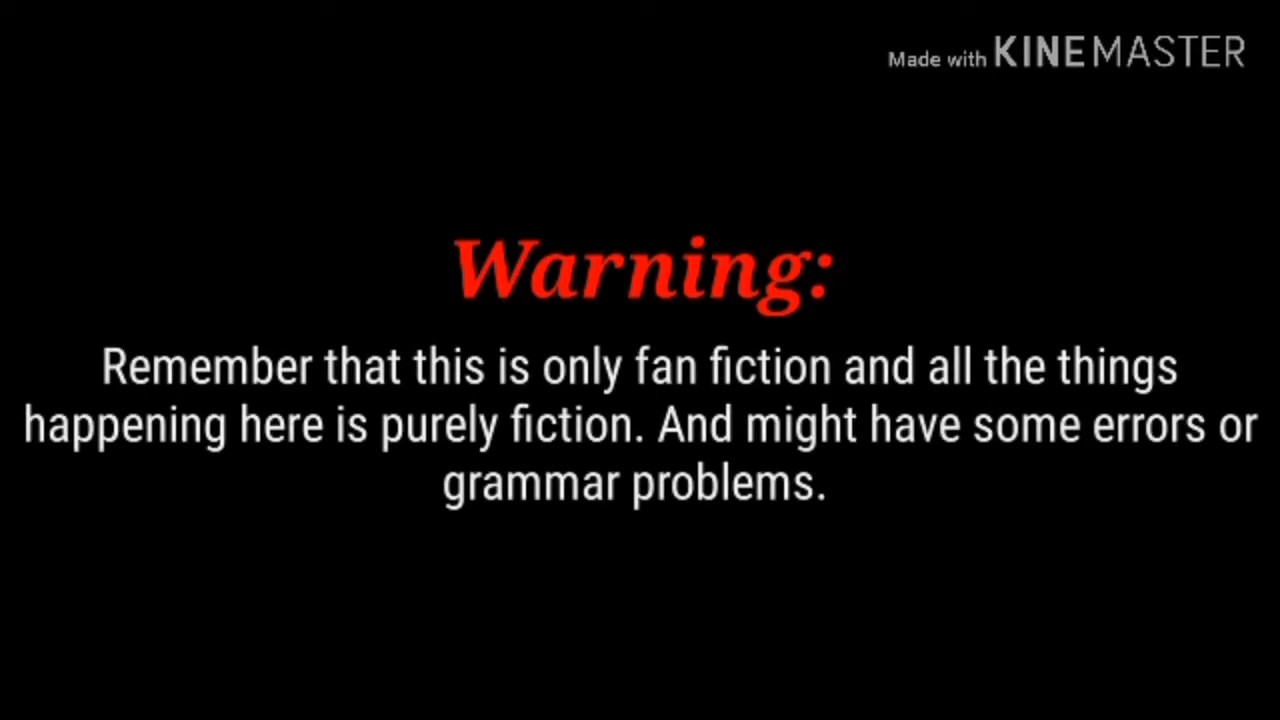 Made with KINEMASTER
Warning:
Remember that this is only fan fiction and all the things
happening here is purely fiction. And might have some errors or
grammar problems.